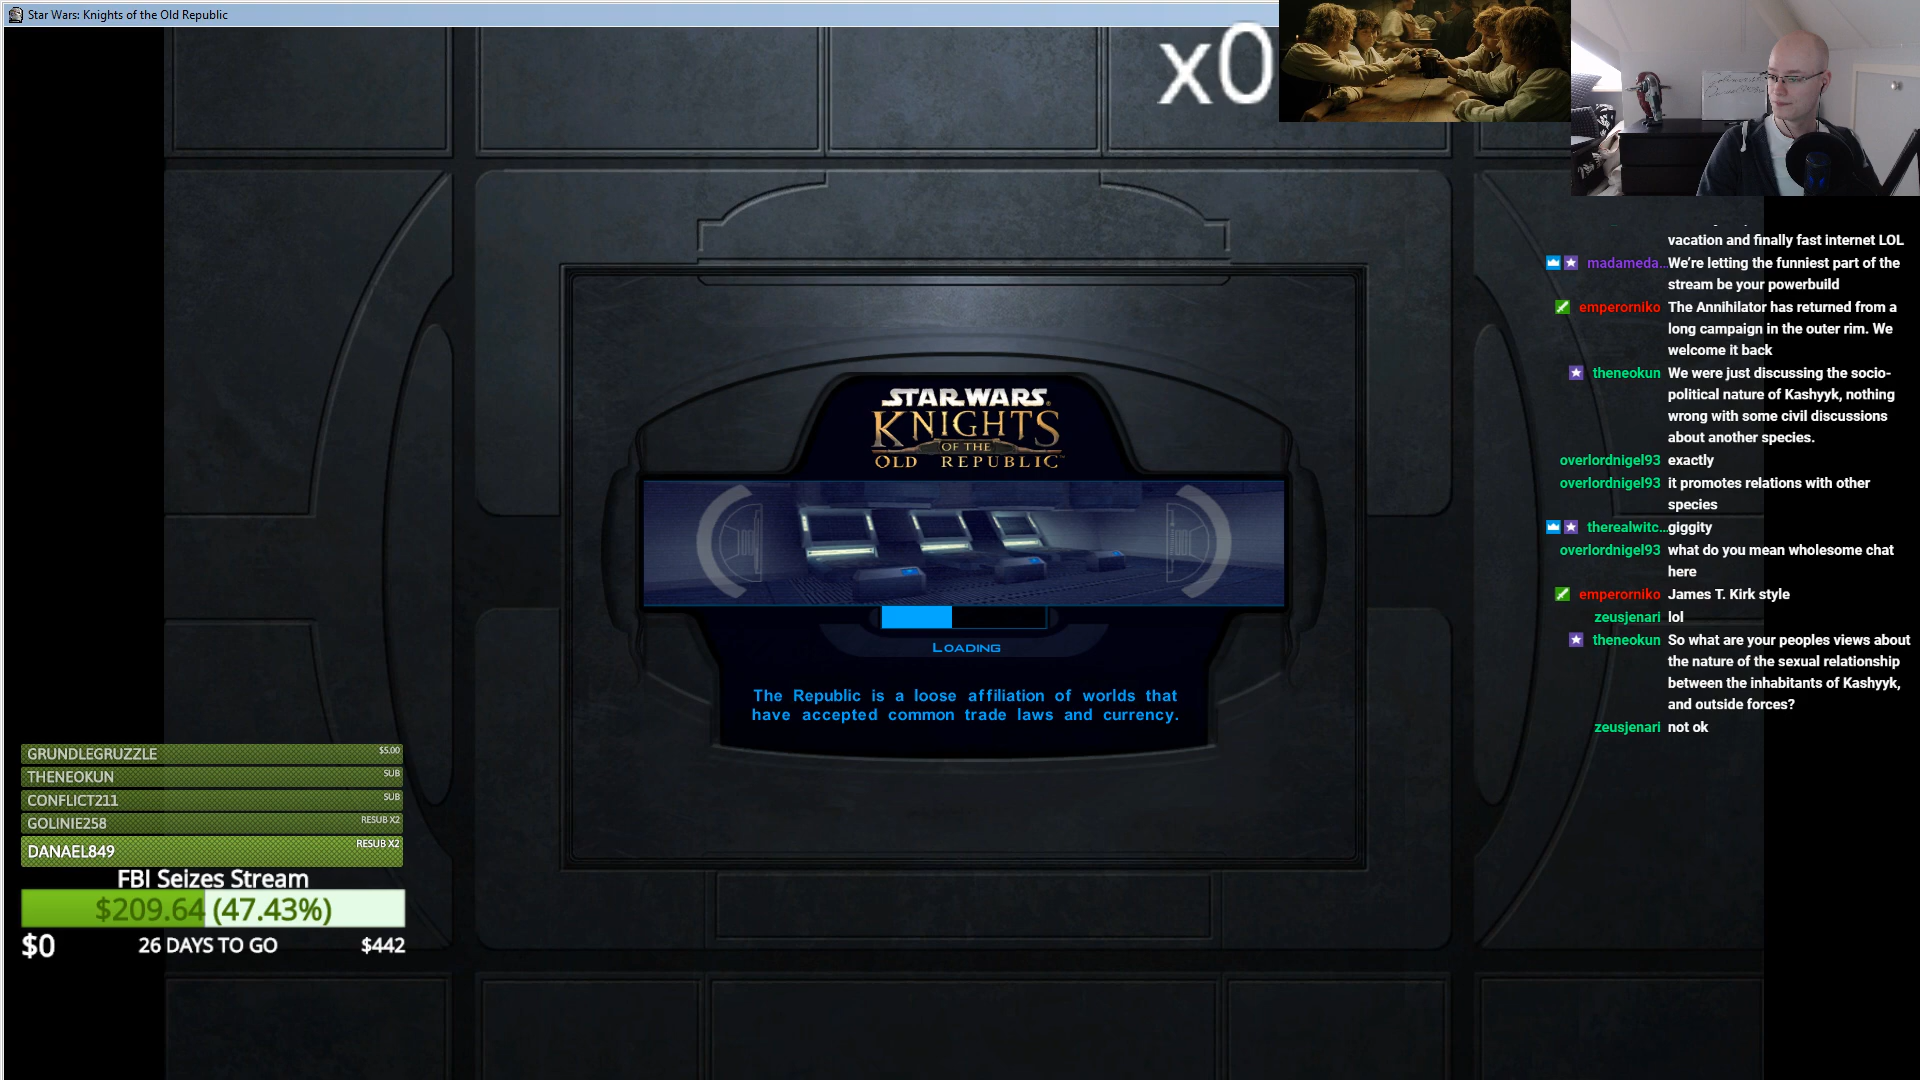 Star Wars: Knights of the Old Republic
x0
vacation and finally fast internet LOL
madameda... We're letting the funniest part of the
stream be your powerbuild
emperorniko The Annihilator has returned from a
long campaign in the outer rim. We
welcome it back
theneokun We were just discussing the socio-
political nature of Kashyyk, nothing
wrong with some civil discussions
about another species.
overlordnigel93 exactly
overlordnigel93 it promotes relations with other
species
therealwitc... giggity
overlordnigel93 what do you mean wholesome chat
here
emperorniko James T. Kirk style
zeusjenari lol
theneokun So what are your peoples views about
the nature of the sexual relationship
between the inhabitants of Kashyyk,
and outside forces?
zeusjenari not ok
STAR WARS
KNIGHTS
OF THE
OLD REPUBLIC
LOADING
The Republic is a loose affiliation of worlds that
have accepted common trade laws and currency.
GRUNDLEGRUZZLE $5.00
THENEOKUN SUB
CONFLICT211 SUB
GOLINIE258 RESUB X2
DANAEL849 RESUB X2
FBI Seizes Stream
$209.64 (47.43%)
$0 26 DAYS TO GO $442